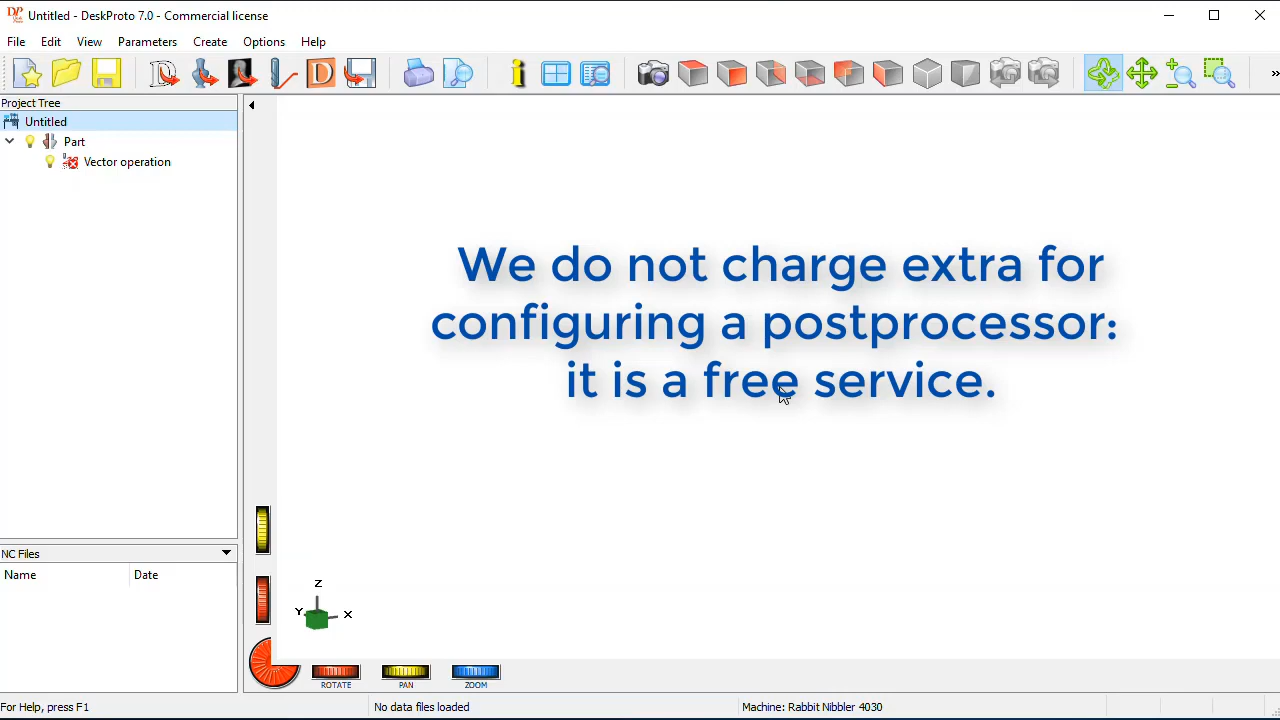 Untitled - DeskProto 7.0 - Commercial license
File Edit View Parameters Create Options Help
Project Tree
Untitled
Part
Vector operation
We do not charge extra for
configuring a postprocessor:
it is a free service.
NC Files
Name Date
Z
Y X
ROTATE PAN ZOOM
For Help, press F1 No data files loaded Machine: Rabbit Nibbler 4030